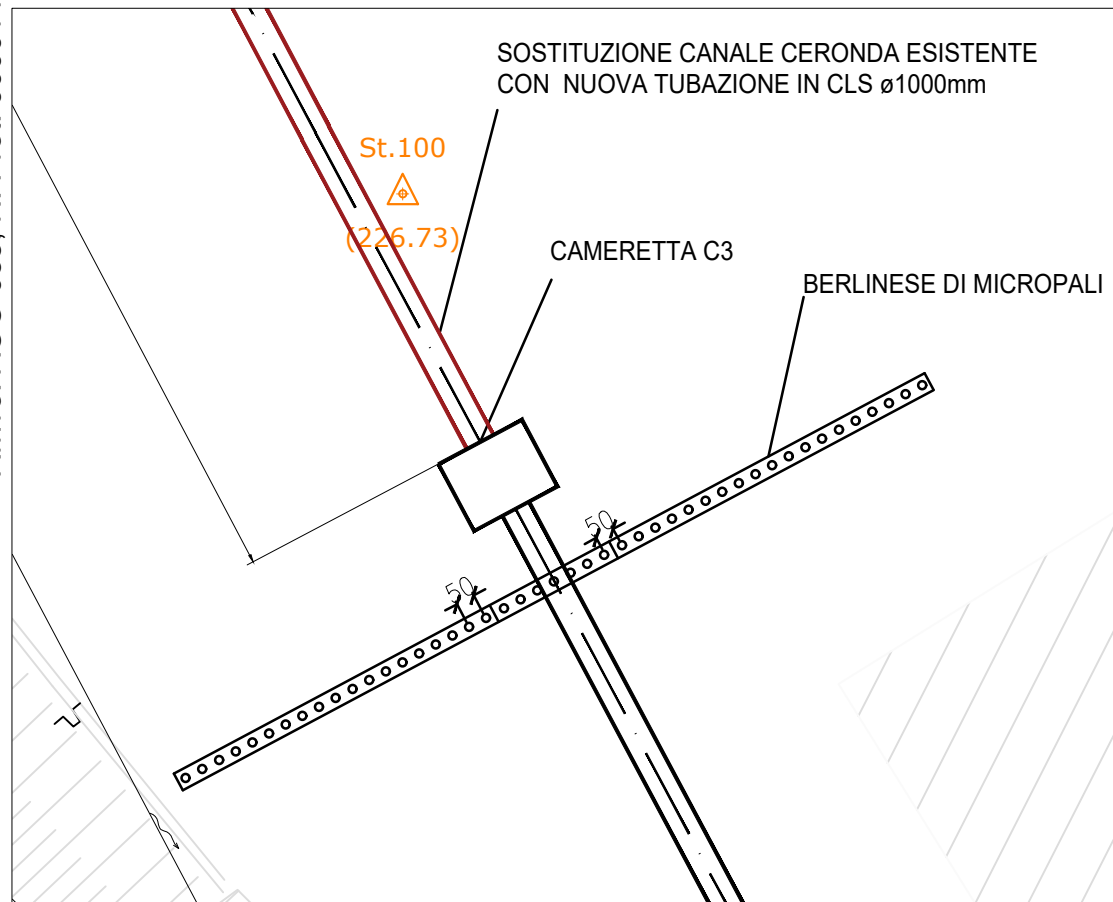 SOSTITUZIONE CANALE CERONDA ESISTENTE
CON NUOVA TUBAZIONE IN CLS ø1000mm
St.100
(226.73)
CAMERETTA C3
BERLINESE DI MICROPALI
50
50